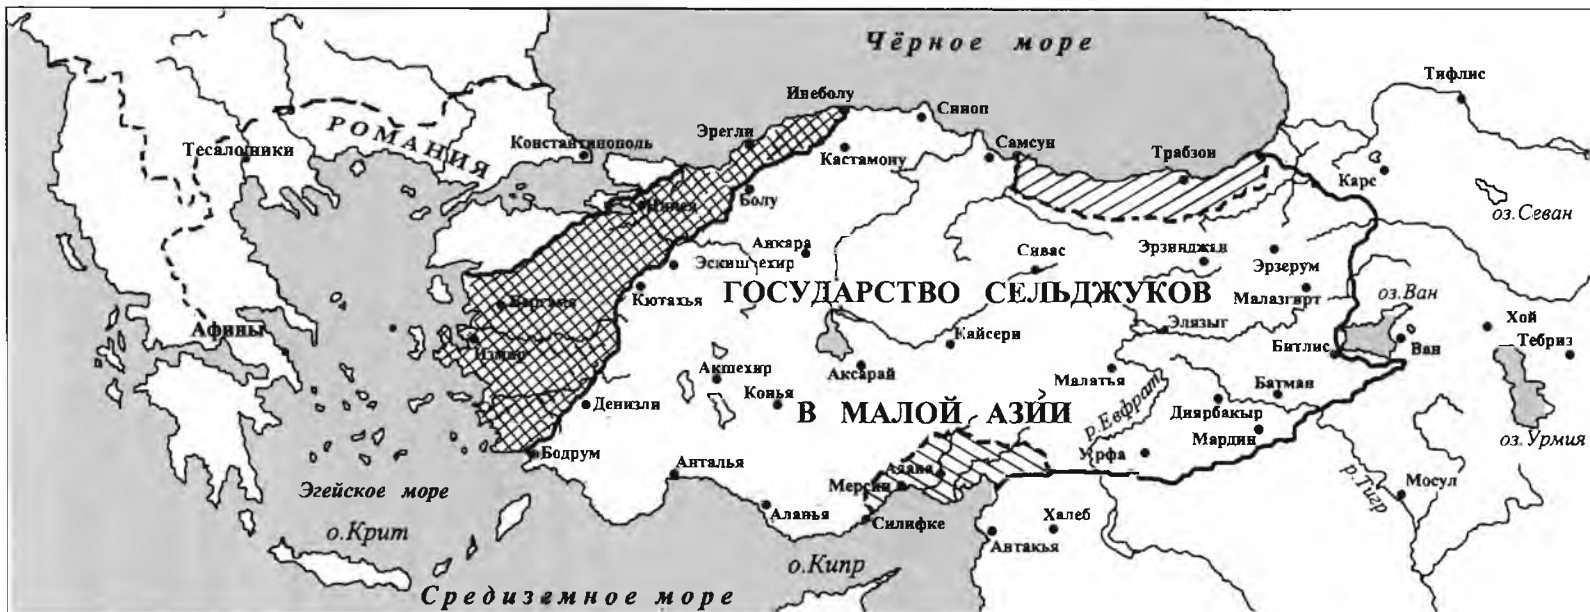 Чёрное море
Тифлис
Инеболу
Синоп
Эрегли
РОМАНИЯ
Константинополь
Тесалоники
Кастамону
Самсун
Трабзон
Карс
оз.Севан
Никея
Болу
Анкара
Эскишехир
Сивас
Эрзинджан
Эрзерум
Кютахья
ГОСУДАРСТВО СЕЛЬДЖУКОВ
Малазгирт
оз.Ван
Бергама
Афины
Измир
Элязыг
Кайсери
Хой
Ван
Тебриз
Битлис
Акшехир
Аксарай
Малатья
Батман
Конья
Денизли
В МАЛОЙ АЗИИ
р.Евфрат
Диярбакыр
Мардин
оз.Урмия
Бодрум
Анталья
Адана
Урфа
Мерсин
р.Тигр
Мосул
Эгейское море
Аланья
Силифке
Халеб
Антакья
о.Крит
о.Кипр
Средиземное море